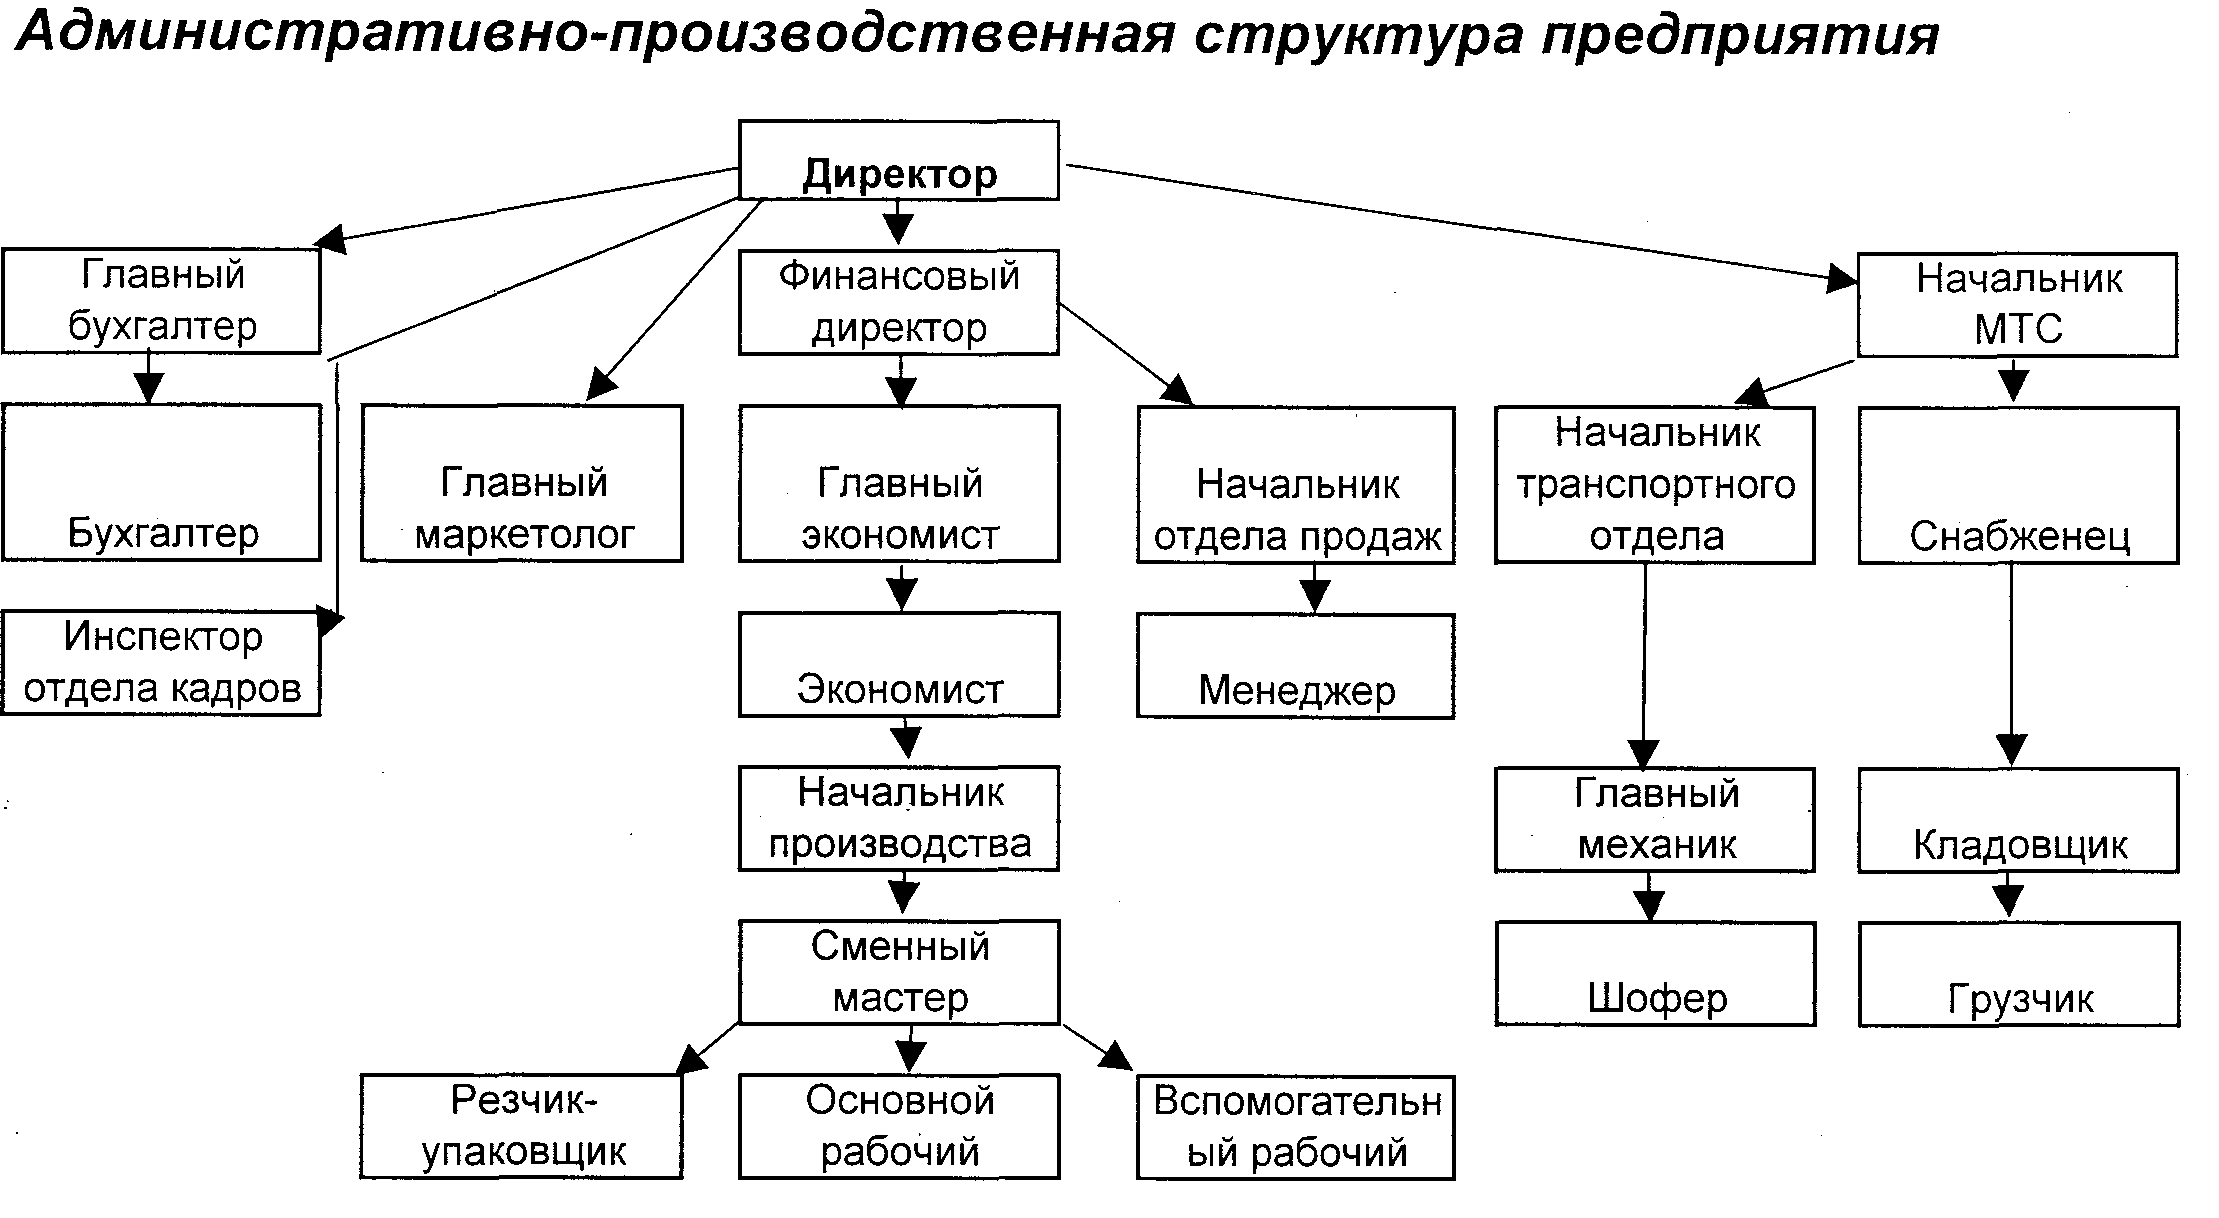 Административно-производственная структура предприятия
Директор
Главный
бухгалтер
Финансовый
директор
Начальник
МТС
Бухгалтер
Главный
маркетолог
Главный
экономист
Начальник
отдела продаж
Начальник
транспортного
отдела
Снабженец
Инспектор
отдела кадров
Экономист
Менеджер
Начальник
производства
Главный
механик
Кладовщик
Сменный
мастер
Шофер
Грузчик
Резчик-
упаковщик
Основной
рабочий
Вспомогательн
ый рабочий